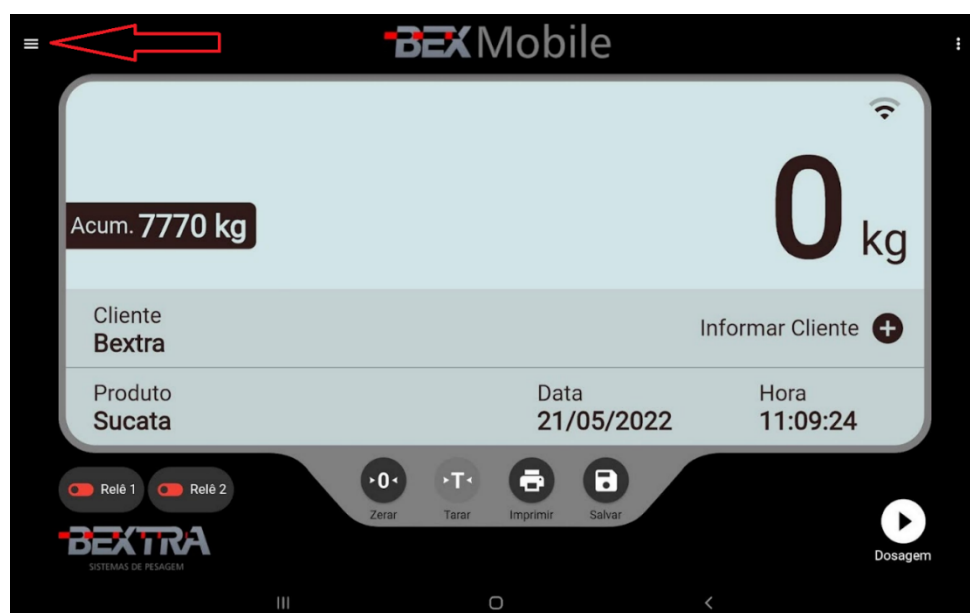 BEX Mobile
Acum. 7770 kg
0 kg
Cliente
Bextra
Informar Cliente
Produto
Sucata
Data
21/05/2022
Hora
11:09:24
Relê 1
Relê 2
0
Zerar
T
Tarar
Imprimir
Salvar
BEXTRA
SISTEMAS DE PESAGEM
Dosagem